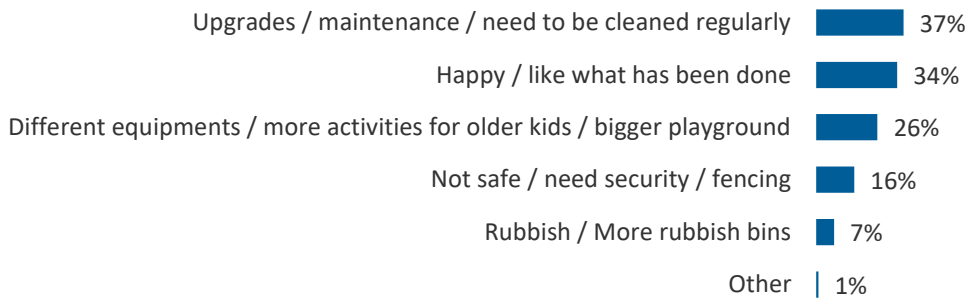 Upgrades / maintenance / need to be cleaned regularly 37%
Happy / like what has been done 34%
Different equipments / more activities for older kids / bigger playground 26%
Not safe / need security / fencing 16%
Rubbish / More rubbish bins 7%
Other 1%